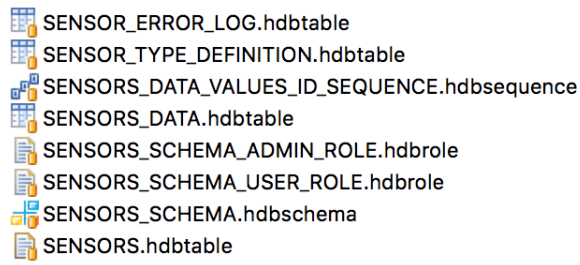 SENSOR_ERROR_LOG.hdbtable
SENSOR_TYPE_DEFINITION.hdbtable
SENSORS_DATA_VALUES_ID_SEQUENCE.hdbsequence
SENSORS_DATA.hdbtable
SENSORS_SCHEMA_ADMIN_ROLE.hdbrole
SENSORS_SCHEMA_USER_ROLE.hdbrole
SENSORS_SCHEMA.hdbschema
SENSORS.hdbtable